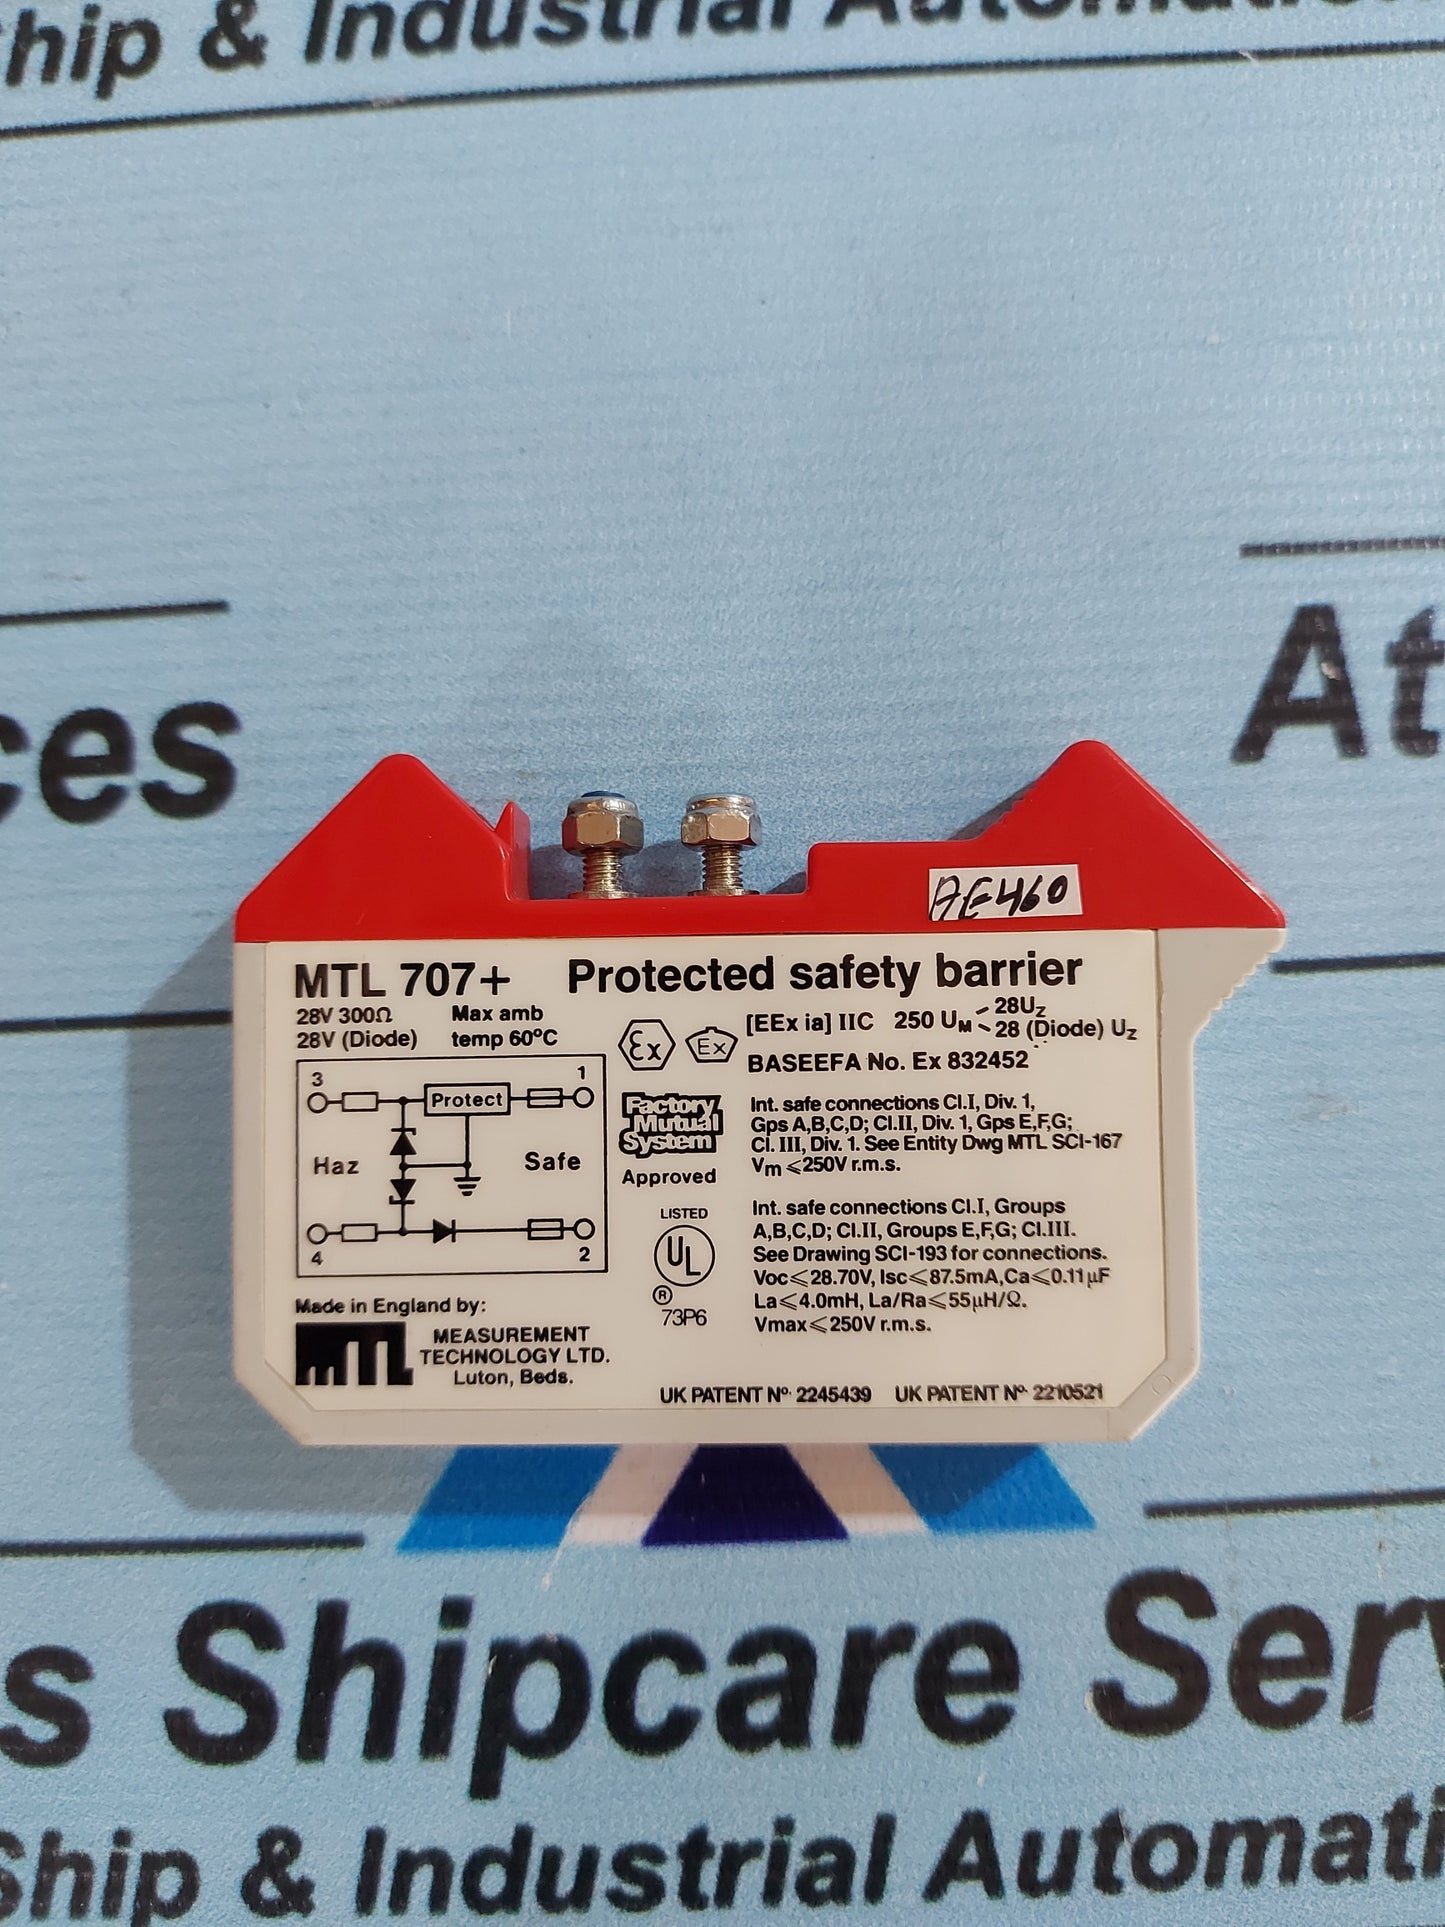 hip & Industrial Automati
ces
At
AE460
MTL 707+ Protected safety barrier
28V 300Ω
28V (Diode)
Max amb
temp 60°C
3
1
Protect
Haz
Safe
4
2
Made in England by:
MTL
MEASUREMENT
TECHNOLOGY LTD.
Luton, Beds.
Ex
Ex
[EEx ia] IIC 250 UM 28UZ
28 (Diode) UZ
BASEEFA No. Ex 832452
Factory
Mutual
System
Approved
Int. safe connections Cl.I, Div. 1,
Gps A,B,C,D; Cl.II, Div. 1, Gps E,F,G;
Cl. III, Div. 1. See Entity Dwg MTL SCI-167
Vm ⩽250V r.m.s.
LISTED
UL
®
73P6
Int. safe connections Cl.I, Groups
A,B,C,D; Cl.II, Groups E,F,G; Cl.III.
See Drawing SCI-193 for connections.
Voc⩽28.70V, Isc⩽87.5mA,Ca⩽0.11µF
La⩽4.0mH, La/Ra⩽55µH/Ω.
Vmax⩽250V r.m.s.
UK PATENT Nº. 2245439 UK PATENT Nº. 2210521
s Shipcare Serv
Ship & Industrial Automati